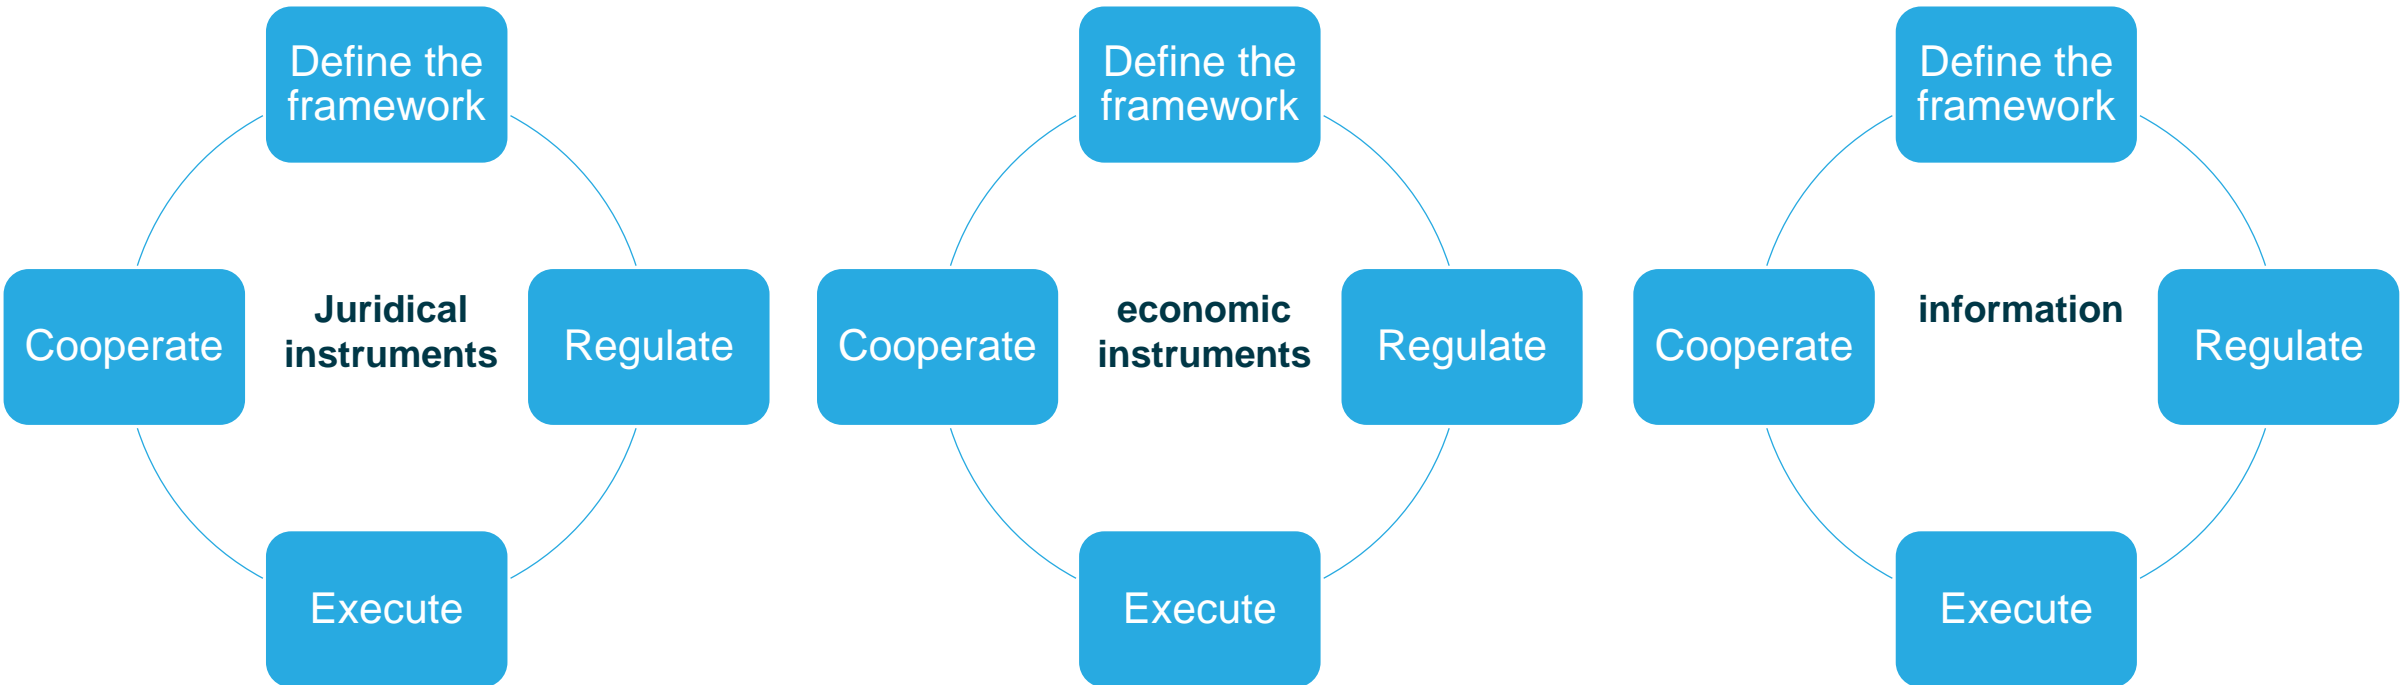 Define the
framework
Cooperate
Juridical
instruments
Regulate
Execute
Define the
framework
Cooperate
economic
instruments
Regulate
Execute
Define the
framework
Cooperate
information
Regulate
Execute